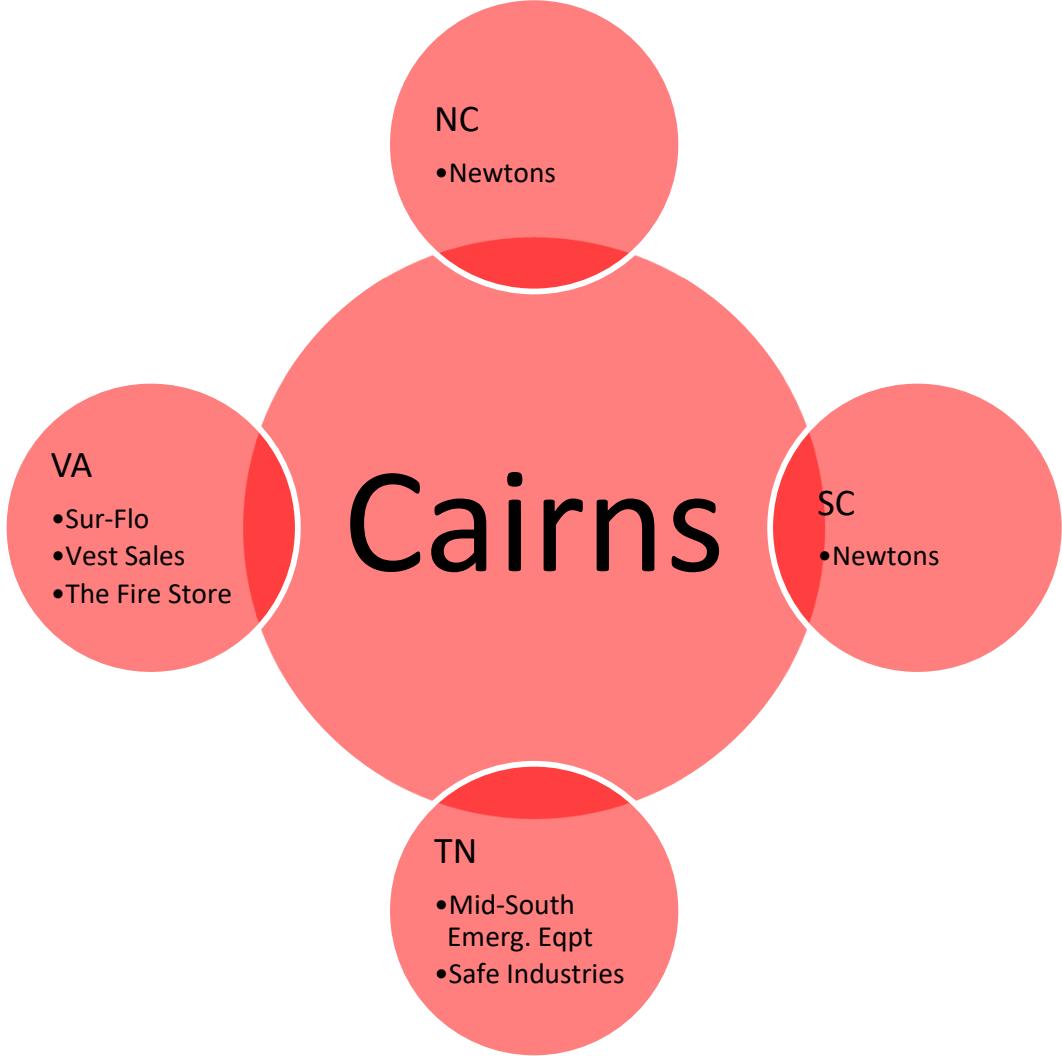 NC
•Newtons
VA
•Sur-Flo
•Vest Sales
•The Fire Store
Cairns
SC
•Newtons
TN
•Mid-South
Emerg. Eqpt
•Safe Industries